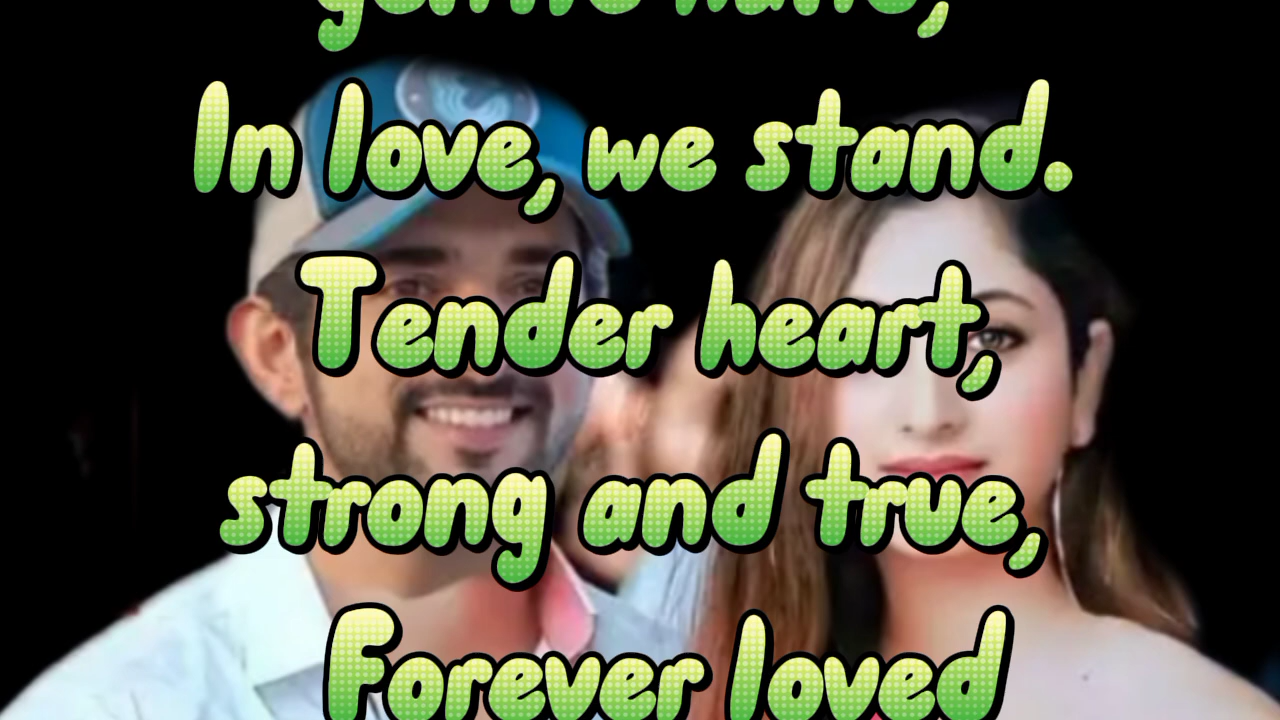 In love, we stand.
Tender heart,
strong and true,
Forever loved